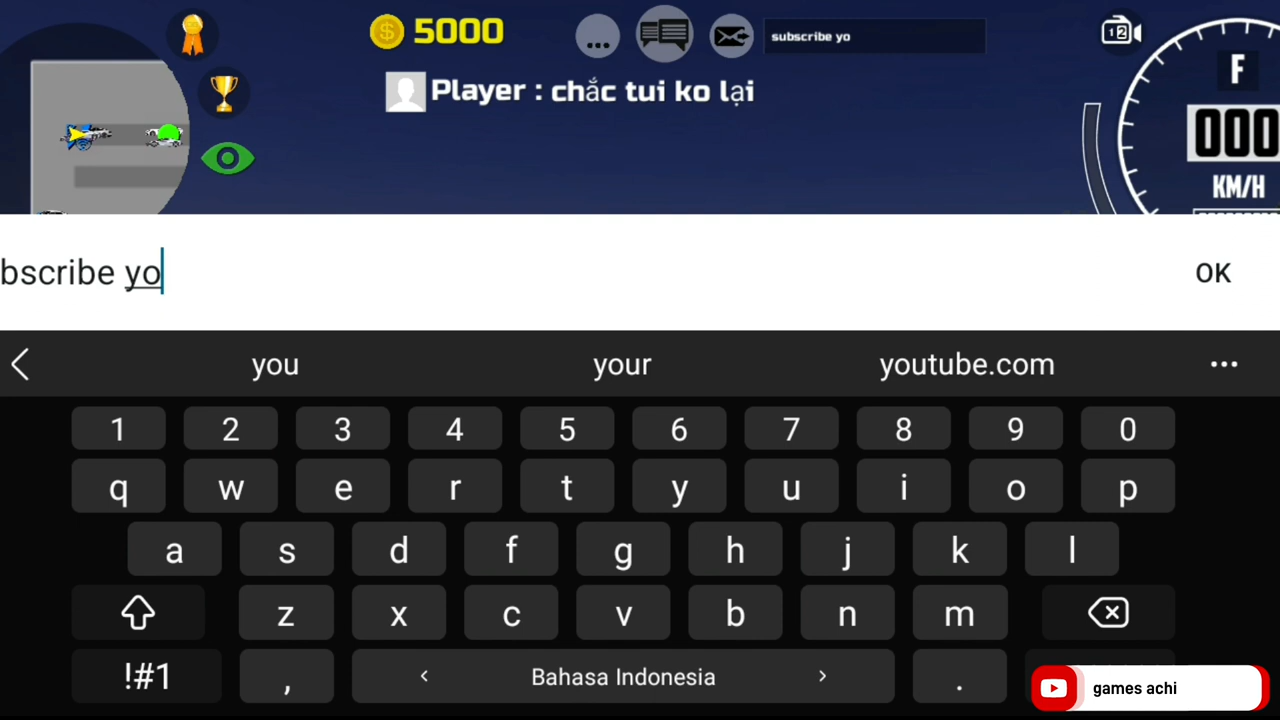 5000
subscribe yo
Player : chắc tui ko lại
F
000
KM/H
bscribe yo
OK
you your youtube.com
1 2 3 4 5 6 7 8 9 0
q w e r t y u i o p
a s d f g h j k l
z x c v b n m
!#1 , Bahasa Indonesia .
games achi